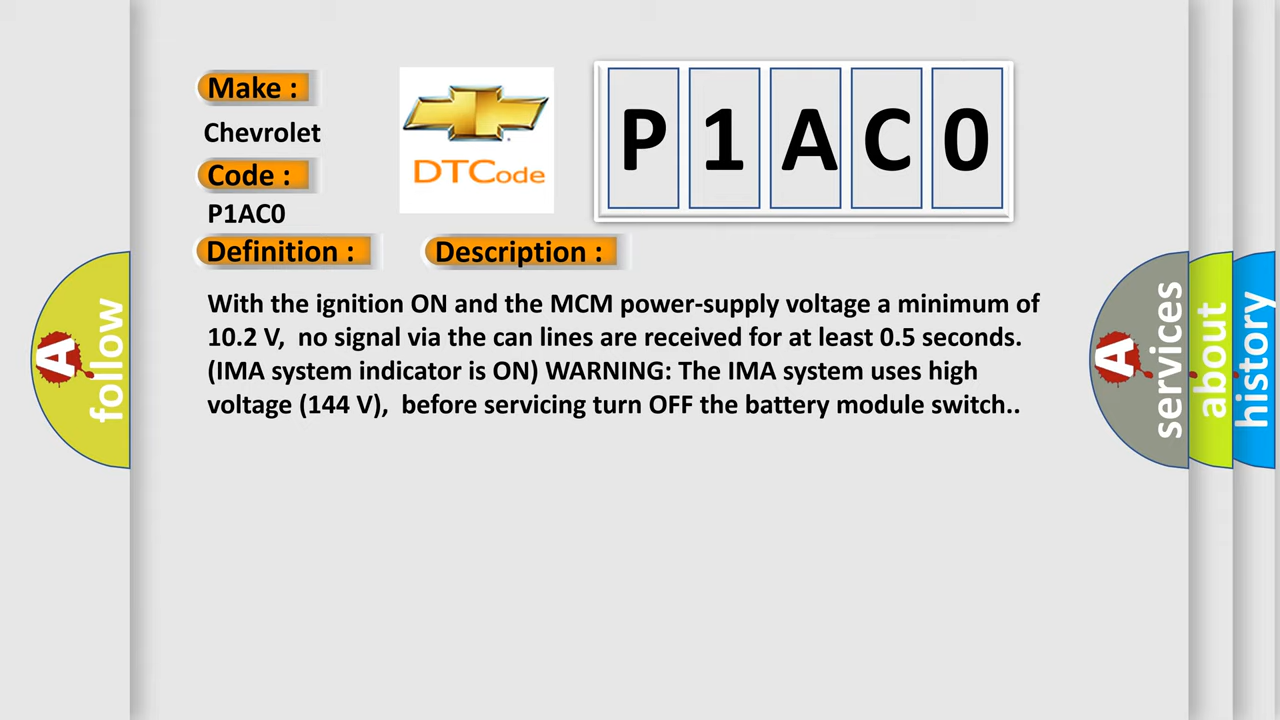 Make :
Chevrolet
Code :
P1AC0
DTCode
P1AC0
Definition :
Description :
With the ignition ON and the MCM power-supply voltage a minimum of
10.2 V,  no signal via the can lines are received for at least 0.5 seconds.
(IMA system indicator is ON) WARNING: The IMA system uses high
voltage (144 V),  before servicing turn OFF the battery module switch..
A follow
A services
about
history